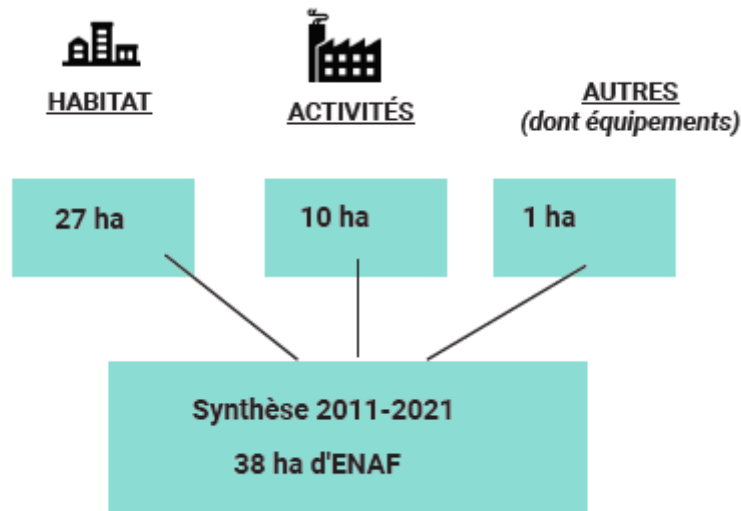 HABITAT
ACTIVITÉS
AUTRES
(dont équipements)
27 ha
10 ha
1 ha
Synthèse 2011-2021
38 ha d'ENAF